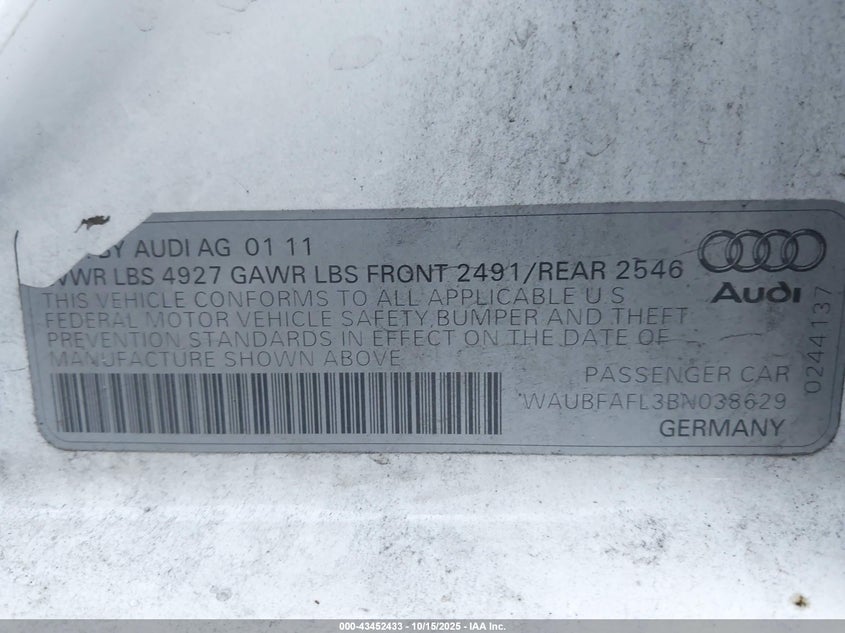 BY AUDI AG 01 11
VWR LBS 4927 GAWR LBS FRONT 2491/REAR 2546
THIS VEHICLE CONFORMS TO ALL APPLICABLE U.S
FEDERAL MOTOR VEHICLE SAFETY, BUMPER AND THEFT
PREVENTION STANDARDS IN EFFECT ON THE DATE OF
MANUFACTURE SHOWN ABOVE
Audi
0244137
PASSENGER CAR
WAUBFAFL3BN038629
GERMANY
000-43452433 - 10/15/2025 - IAA Inc.